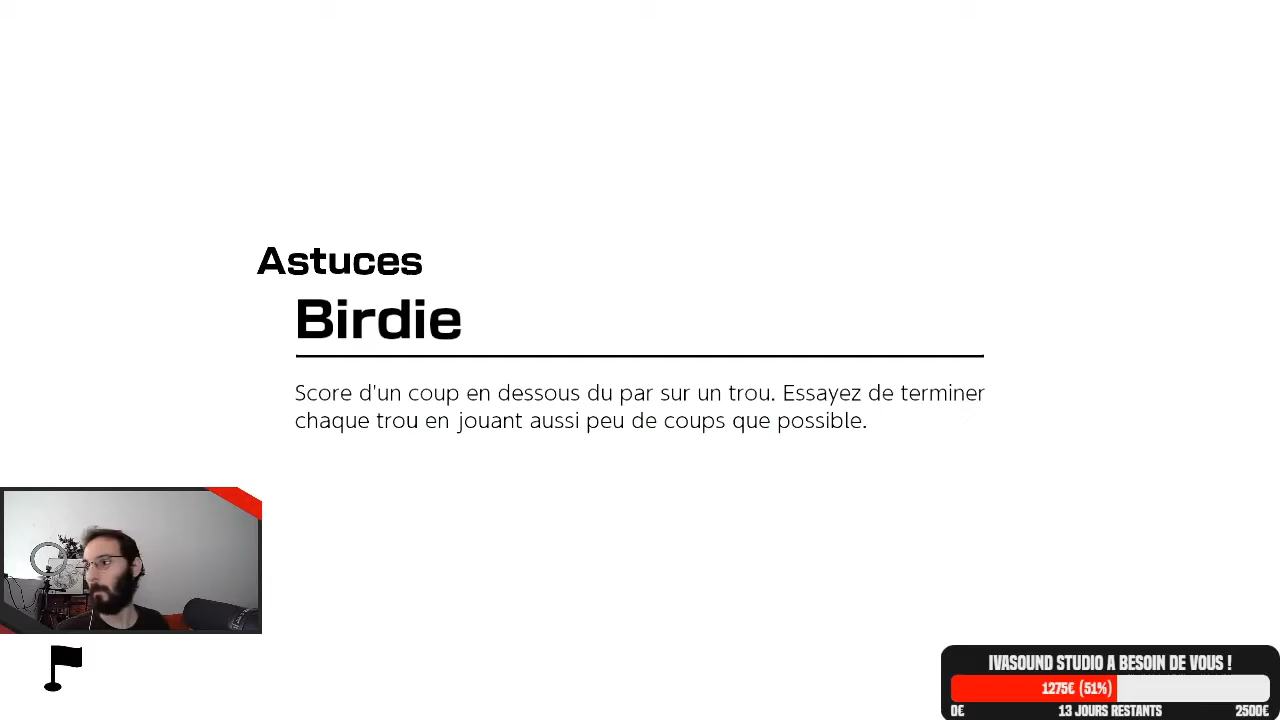 Astuces
Birdie
Score d'un coup en dessous du par sur un trou. Essayez de terminer
chaque trou en jouant aussi peu de coups que possible.
IVASOUND STUDIO A BESOIN DE VOUS !
1275€ (51%)
0€ 13 JOURS RESTANTS 2500€